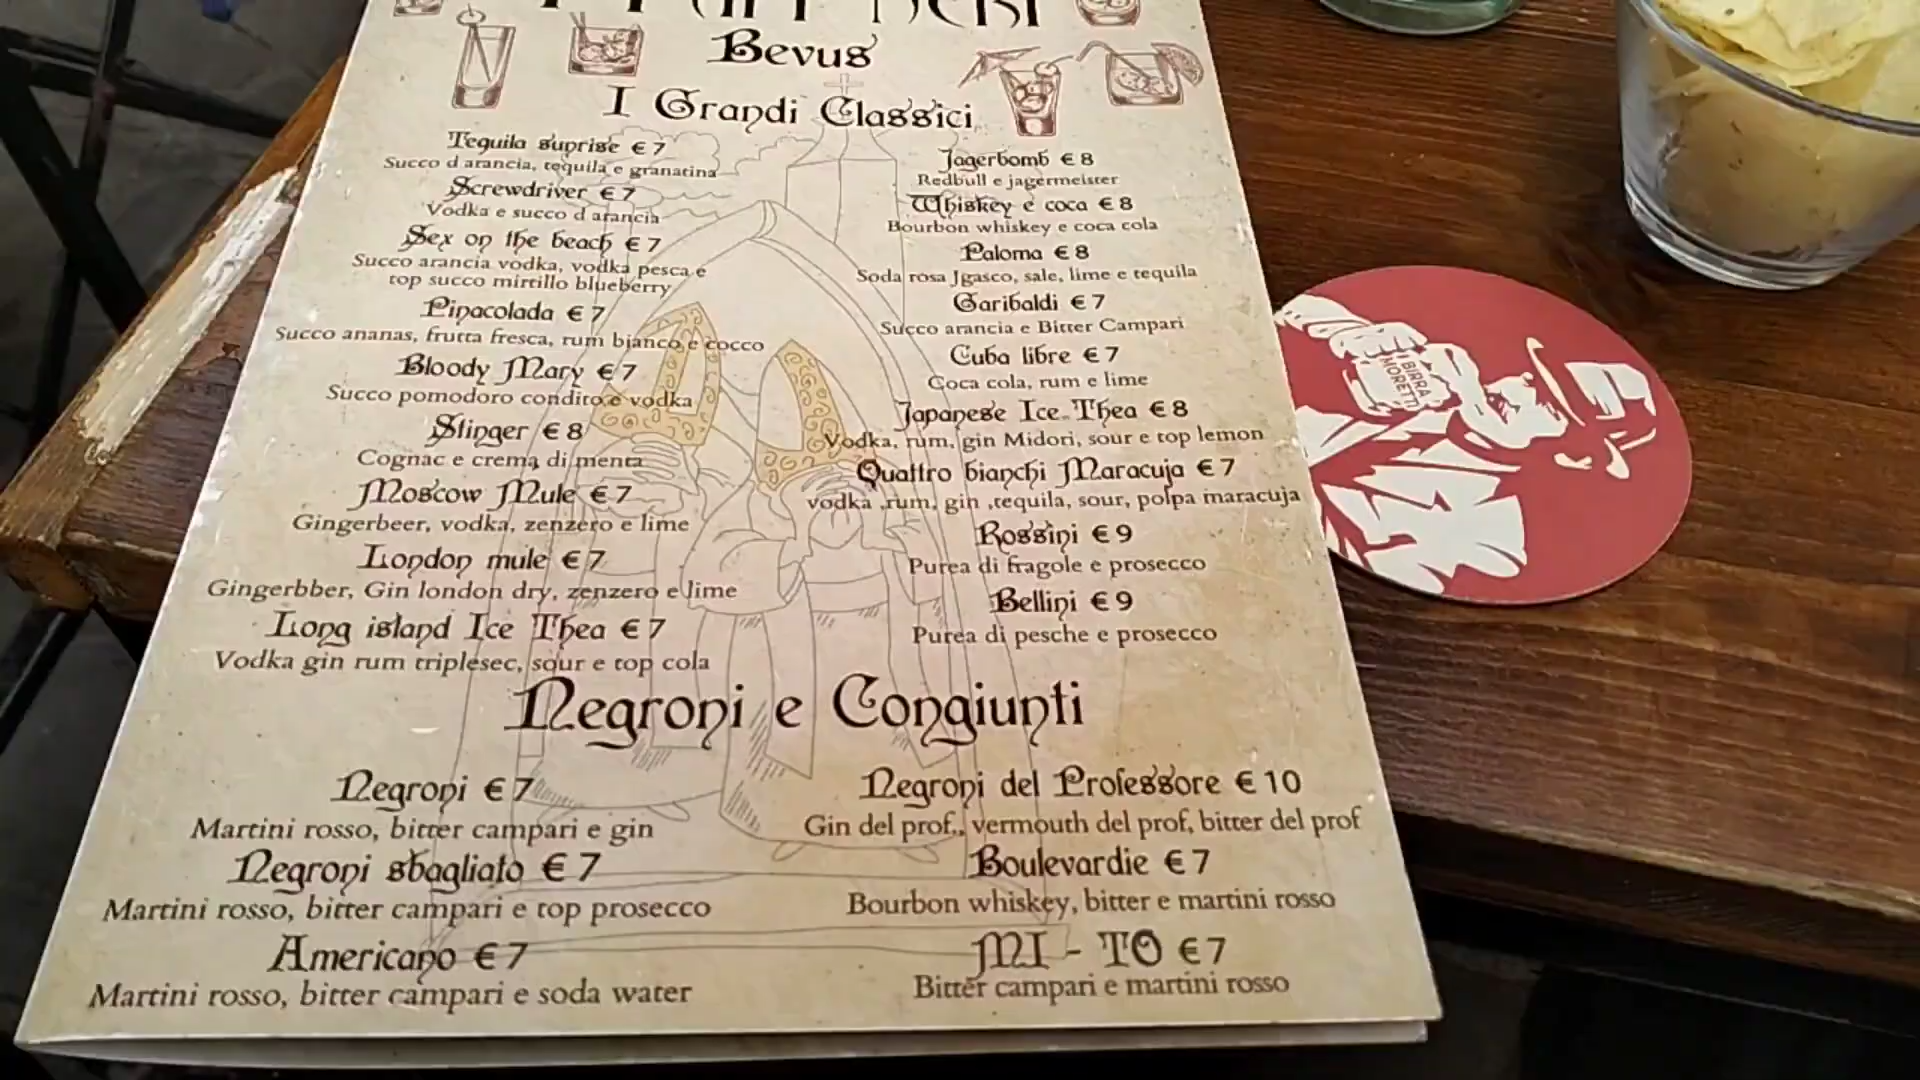 Bevus
I Grandi Classici
Tequila suprise € 7
Succo d arancia, tequila e granatina
Screwdriver € 7
Vodka e succo d arancia
Sex on the beach € 7
Succo arancia vodka, vodka pesca e
top succo mirtillo blueberry
Pinacolada € 7
Succo ananas, frutta fresca, rum bianco e cocco
Bloody Mary € 7
Succo pomodoro condito e vodka
Stinger € 8
Cognac e crema di menta
Moscow Mule € 7
Gingerbeer, vodka, zenzero e lime
London mule € 7
Gingerbber, Gin london dry, zenzero e lime
Long island Ice Thea € 7
Vodka gin rum triplesec, sour e top cola
Jagerbomb € 8
Redbull e jagermeister
Whiskey e coca € 8
Bourbon whiskey e coca cola
Paloma € 8
Soda rosa Jgasco, sale, lime e tequila
Garibaldi € 7
Succo arancia e Bitter Campari
Cuba libre € 7
Coca cola, rum e lime
Japanese Ice Thea € 8
Vodka, rum, gin Midori, sour e top lemon
Quattro bianchi Maracuja € 7
vodka ,rum, gin ,tequila, sour, polpa maracuja
Rossini € 9
Purea di fragole e prosecco
Bellini € 9
Purea di pesche e prosecco
Negroni e Congiunti
Negroni € 7
Martini rosso, bitter campari e gin
Negroni sbagliato € 7
Martini rosso, bitter campari e top prosecco
Americano € 7
Martini rosso, bitter campari e soda water
Negroni del Professore € 10
Gin del prof., vermouth del prof, bitter del prof
Boulevardie € 7
Bourbon whiskey, bitter e martini rosso
MI - TO € 7
Bitter campari e martini rosso
BIRRA
MORETTI